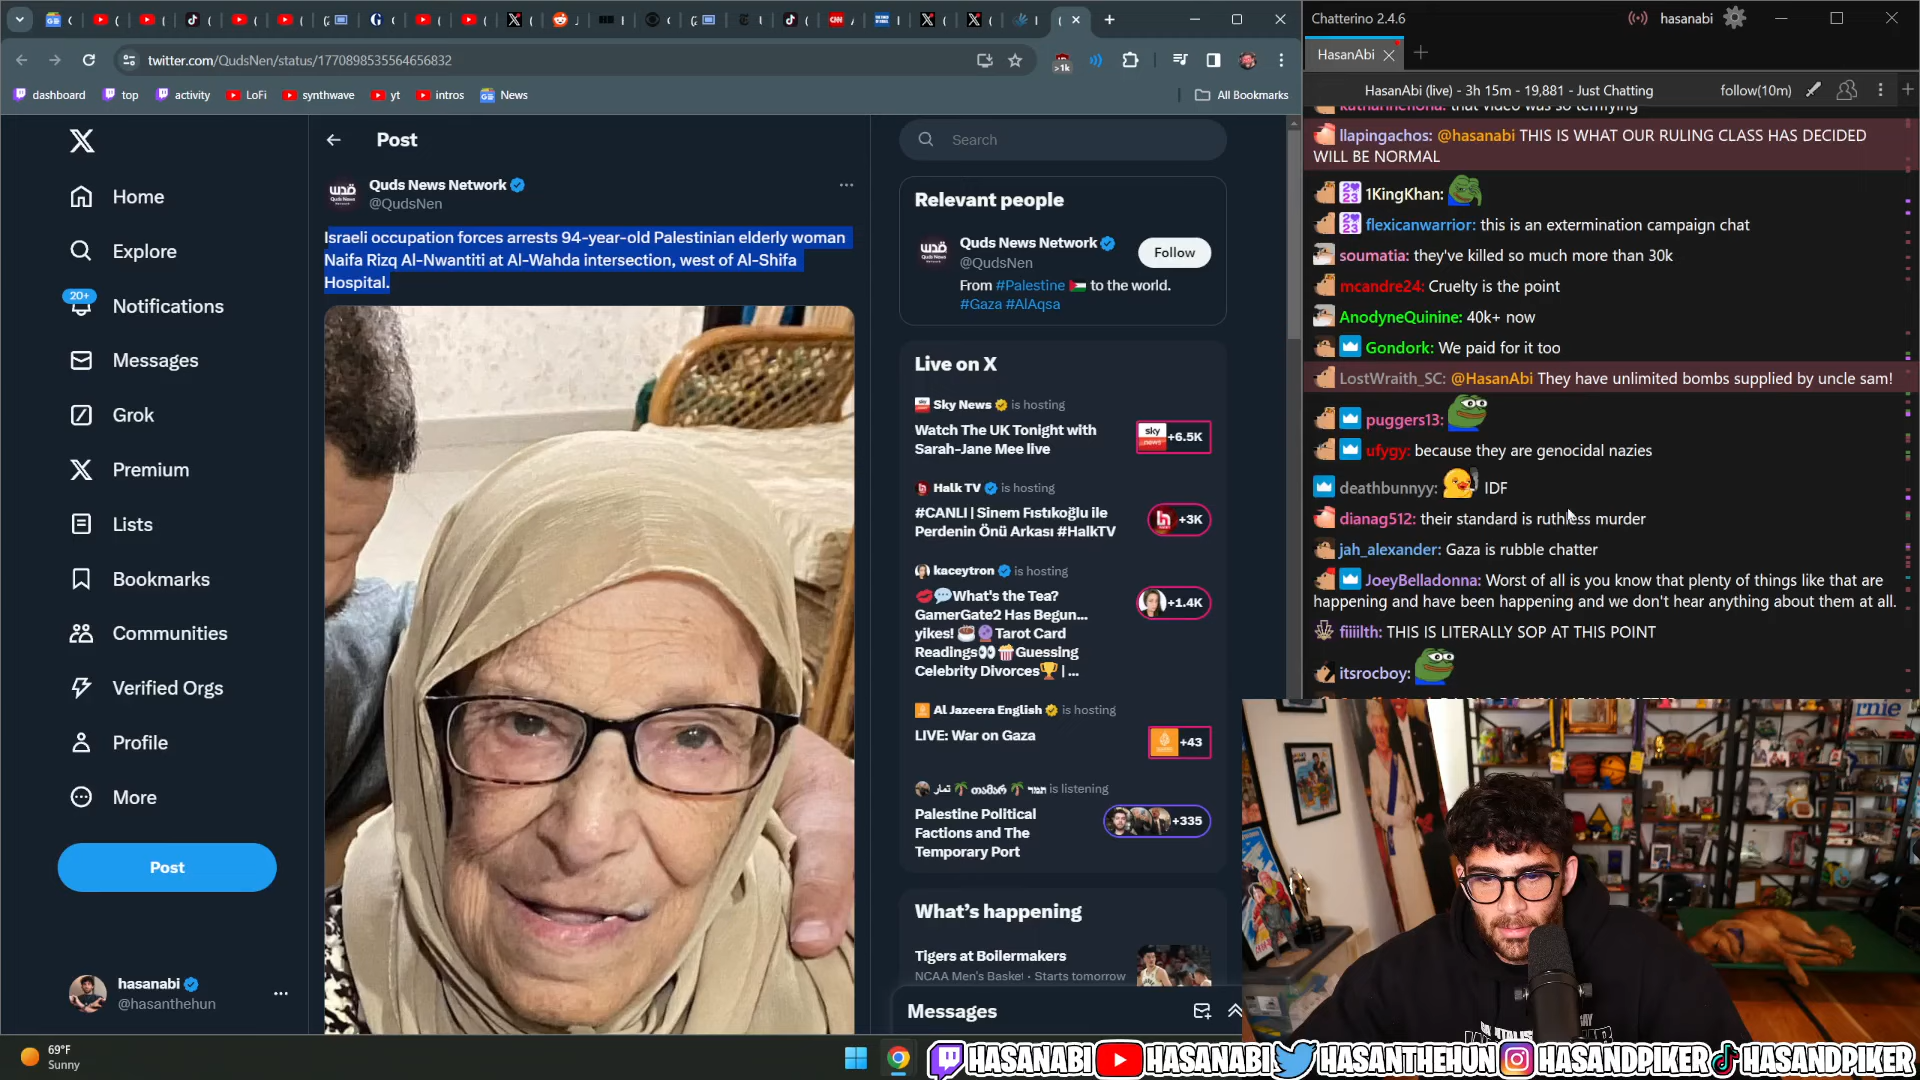 twitter.com/QudsNen/status/1770898535564656832
>1k
dashboard
top
activity
LoFi
synthwave
yt
intros
News
All Bookmarks
Home
Explore
20+
Notifications
Messages
Grok
Premium
Lists
Bookmarks
Communities
Verified Orgs
Profile
More
Post
hasanabi
@hasanthehun
Post
Quds News Network
@QudsNen
Israeli occupation forces arrests 94-year-old Palestinian elderly woman
Naifa Rizq Al-Nwantiti at Al-Wahda intersection, west of Al-Shifa
Hospital.
Search
Relevant people
Quds News Network
@QudsNen
Follow
From #Palestine 🇵🇸 to the world.
#Gaza #AlAqsa
Live on X
Sky News is hosting
Watch The UK Tonight with
Sarah-Jane Mee live
sky news +6.5K
Halk TV is hosting
#CANLI | Sinem Fıstıkoğlu ile
Perdenin Önü Arkası #HalkTV
+3K
kaceytron is hosting
💋💬What's the Tea?
GamerGate2 Has Begun...
yikes! ☕🔮Tarot Card
Readings👀🍿Guessing
Celebrity Divorces🏆 | ...
+1.4K
Al Jazeera English is hosting
LIVE: War on Gaza
+43
تمار 🌴 თამარ 🌴 תמר is listening
Palestine Political
Factions and The
Temporary Port
+335
What's happening
Tigers at Boilermakers
NCAA Men's Basket · Starts tomorrow
Messages
Chatterino 2.4.6
hasanabi
HasanAbi
HasanAbi (live) - 3h 15m - 19,881 - Just Chatting
follow(10m)
that video was so terrifying
llapingachos: @hasanabi THIS IS WHAT OUR RULING CLASS HAS DECIDED
WILL BE NORMAL
1KingKhan:
flexicanwarrior: this is an extermination campaign chat
soumatia: they've killed so much more than 30k
mcandre24: Cruelty is the point
AnodyneQuinine: 40k+ now
Gondork: We paid for it too
LostWraith_SC: @HasanAbi They have unlimited bombs supplied by uncle sam!
puggers13:
ufygy: because they are genocidal nazies
deathbunnyy: IDF
dianag512: their standard is ruthless murder
jah_alexander: Gaza is rubble chatter
JoeyBelladonna: Worst of all is you know that plenty of things like that are
happening and have been happening and we don't hear anything about them at all.
fiiiilth: THIS IS LITERALLY SOP AT THIS POINT
itsrocboy:
69°F
Sunny
HASANABI HASANABI HASANTHEHUN HASANDPIKER HASANDPIKER